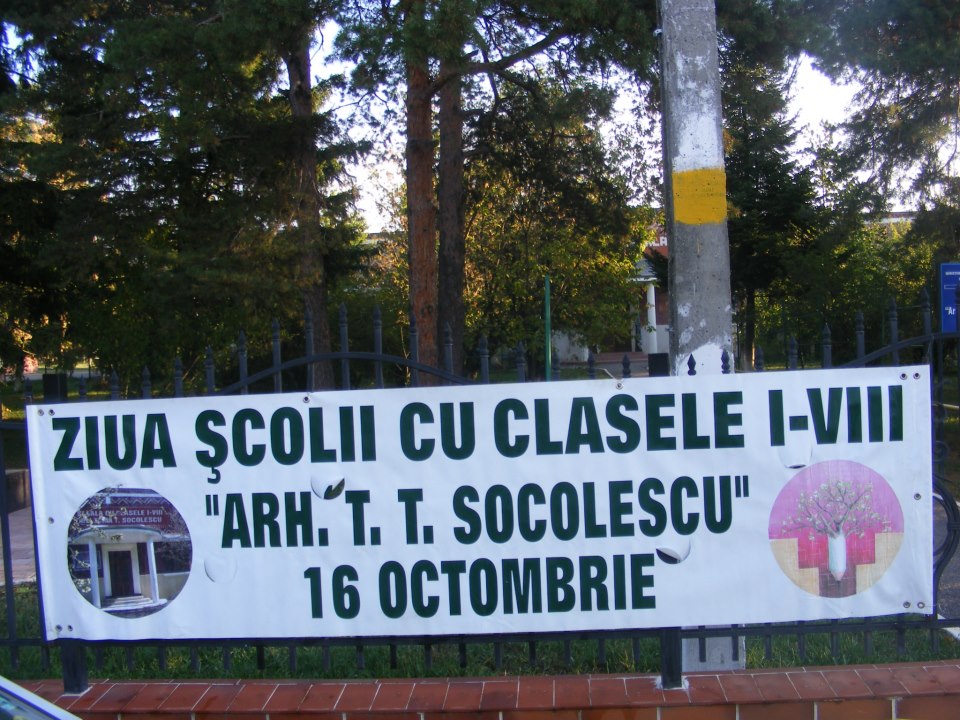 ZIUA ŞCOLII CU CLASELE I-VIII
"ARH. T. T. SOCOLESCU"
16 OCTOMBRIE